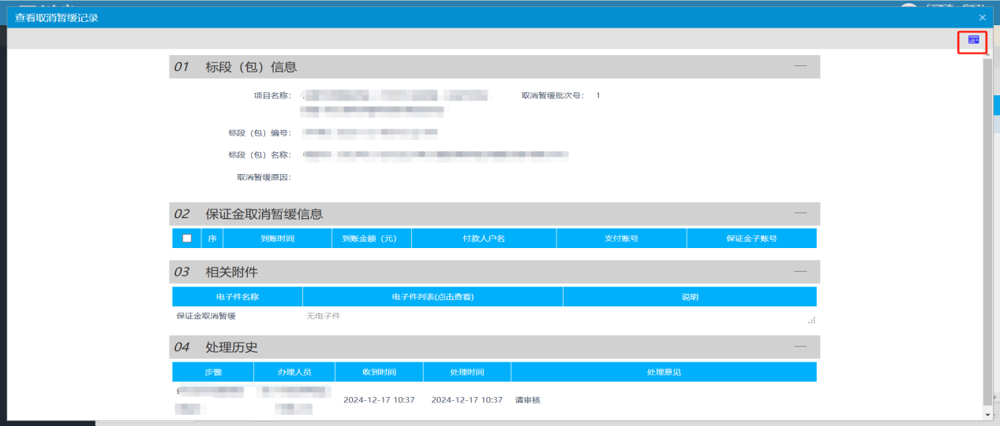 查看取消暂缓记录
01 标段（包）信息
项目名称： 取消暂缓批次号： 1
标段（包）编号：
标段（包）名称：
取消暂缓原因：
02 保证金取消暂缓信息
序 到账时间 到账金额（元） 付款人户名 支付账号 保证金子账号
03 相关附件
电子件名称 电子件列表(点击查看) 说明
保证金取消暂缓 无电子件
04 处理历史
步骤 办理人员 收到时间 处理时间 处理意见
2024-12-17 10:37 2024-12-17 10:37 请审核